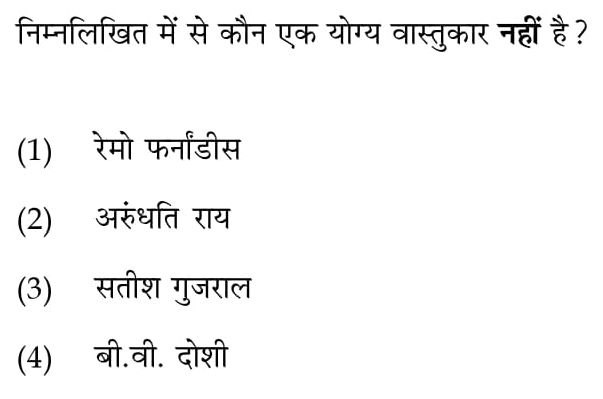 निम्नलिखित में से कौन एक योग्य वास्तुकार नहीं है ?
(1) रेमो फर्नांडीस
(2) अरुंधति राय
(3) सतीश गुजराल
(4) बी.वी. दोशी